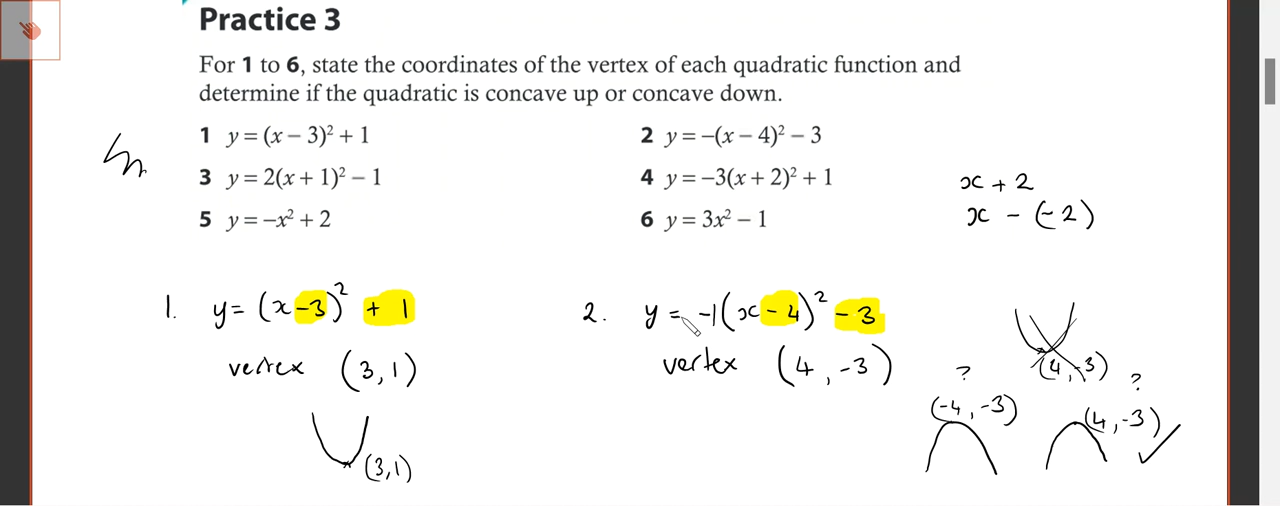 Practice 3
For 1 to 6, state the coordinates of the vertex of each quadratic function and
determine if the quadratic is concave up or concave down.
1 y = (x – 3)² + 1
2 y = –(x – 4)² – 3
3 y = 2(x + 1)² – 1
4 y = –3(x + 2)² + 1
x + 2
x - (-2)
5 y = –x² + 2
6 y = 3x² – 1
1. y = (x - 3)² + 1
2. y = -1(x - 4)² - 3
vertex (3, 1)
vertex (4, -3)
(4, -3)
?
?
(-4, -3)
(4, -3)
(3, 1)